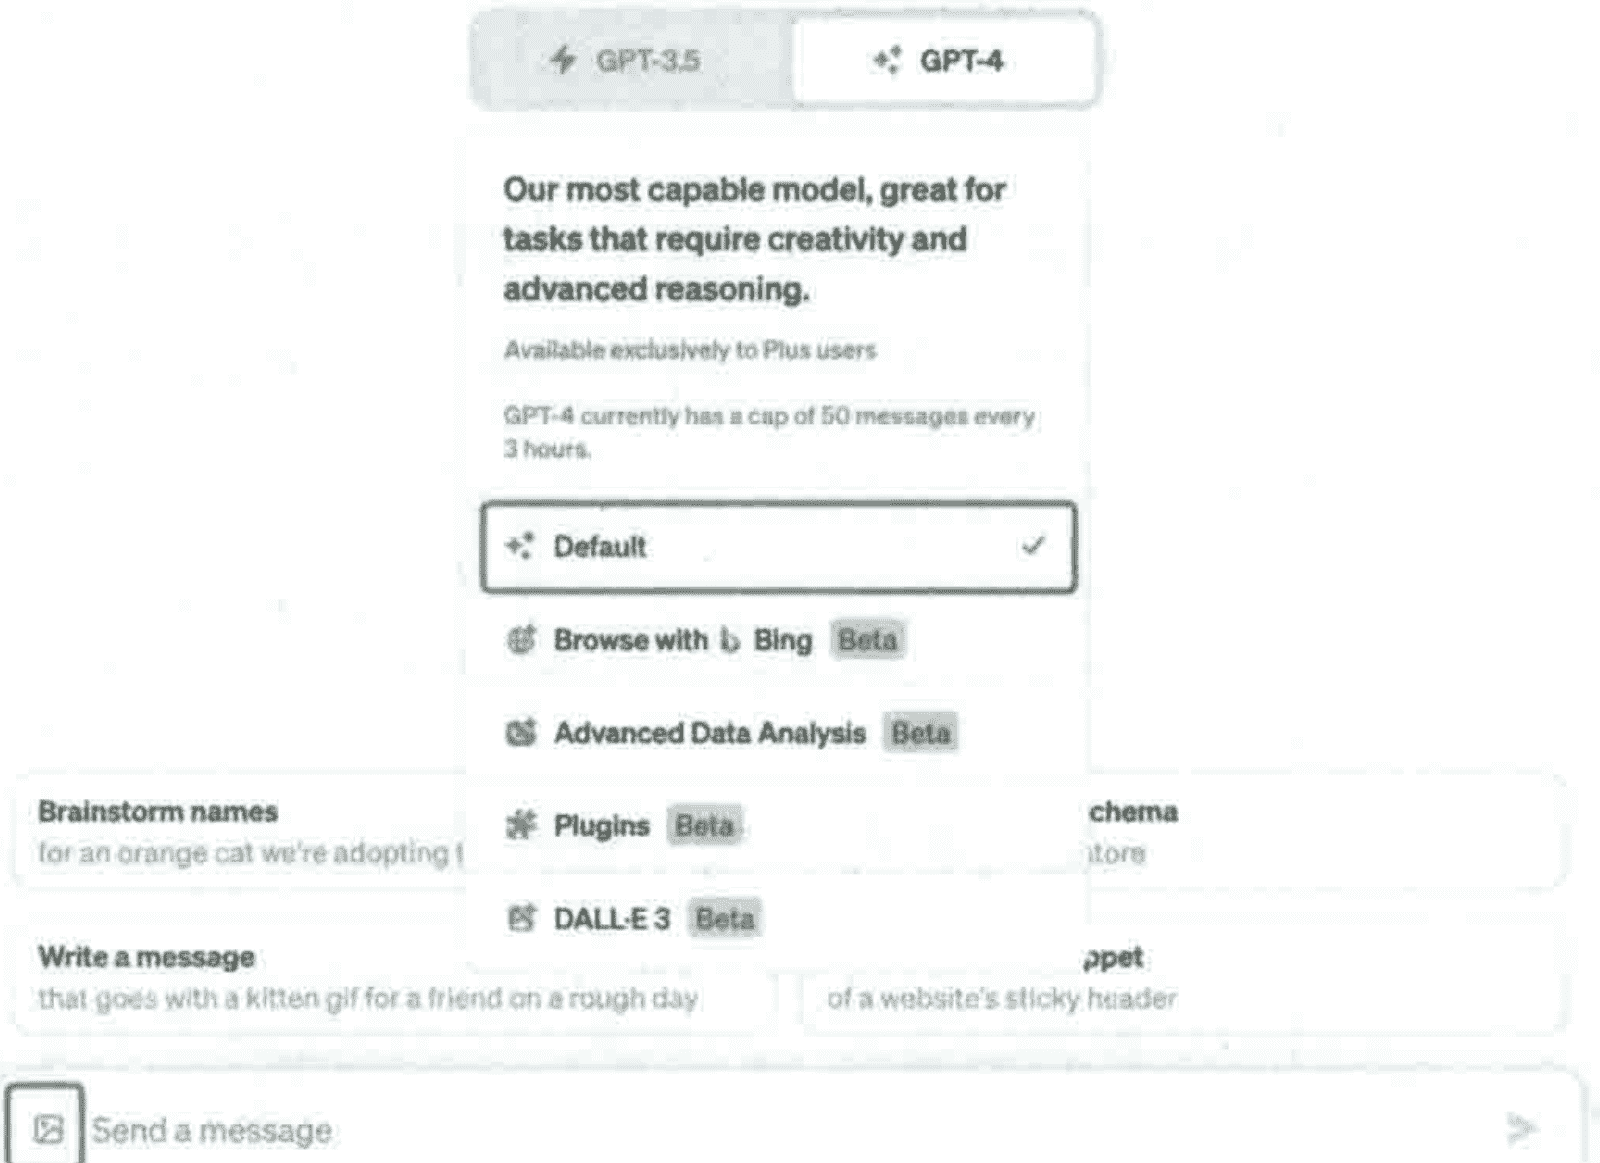 GPT-3.5
GPT-4
Our most capable model, great for
tasks that require creativity and
advanced reasoning.
Available exclusively to Plus users
GPT-4 currently has a cap of 50 messages every
3 hours.
Default
Browse with b Bing Beta
Advanced Data Analysis Beta
Plugins Beta
DALL·E 3 Beta
Brainstorm names
for an orange cat we're adopting
chema
tore
Write a message
that goes with a kitten gif for a friend on a rough day
ppet
of a website's sticky header
Send a message